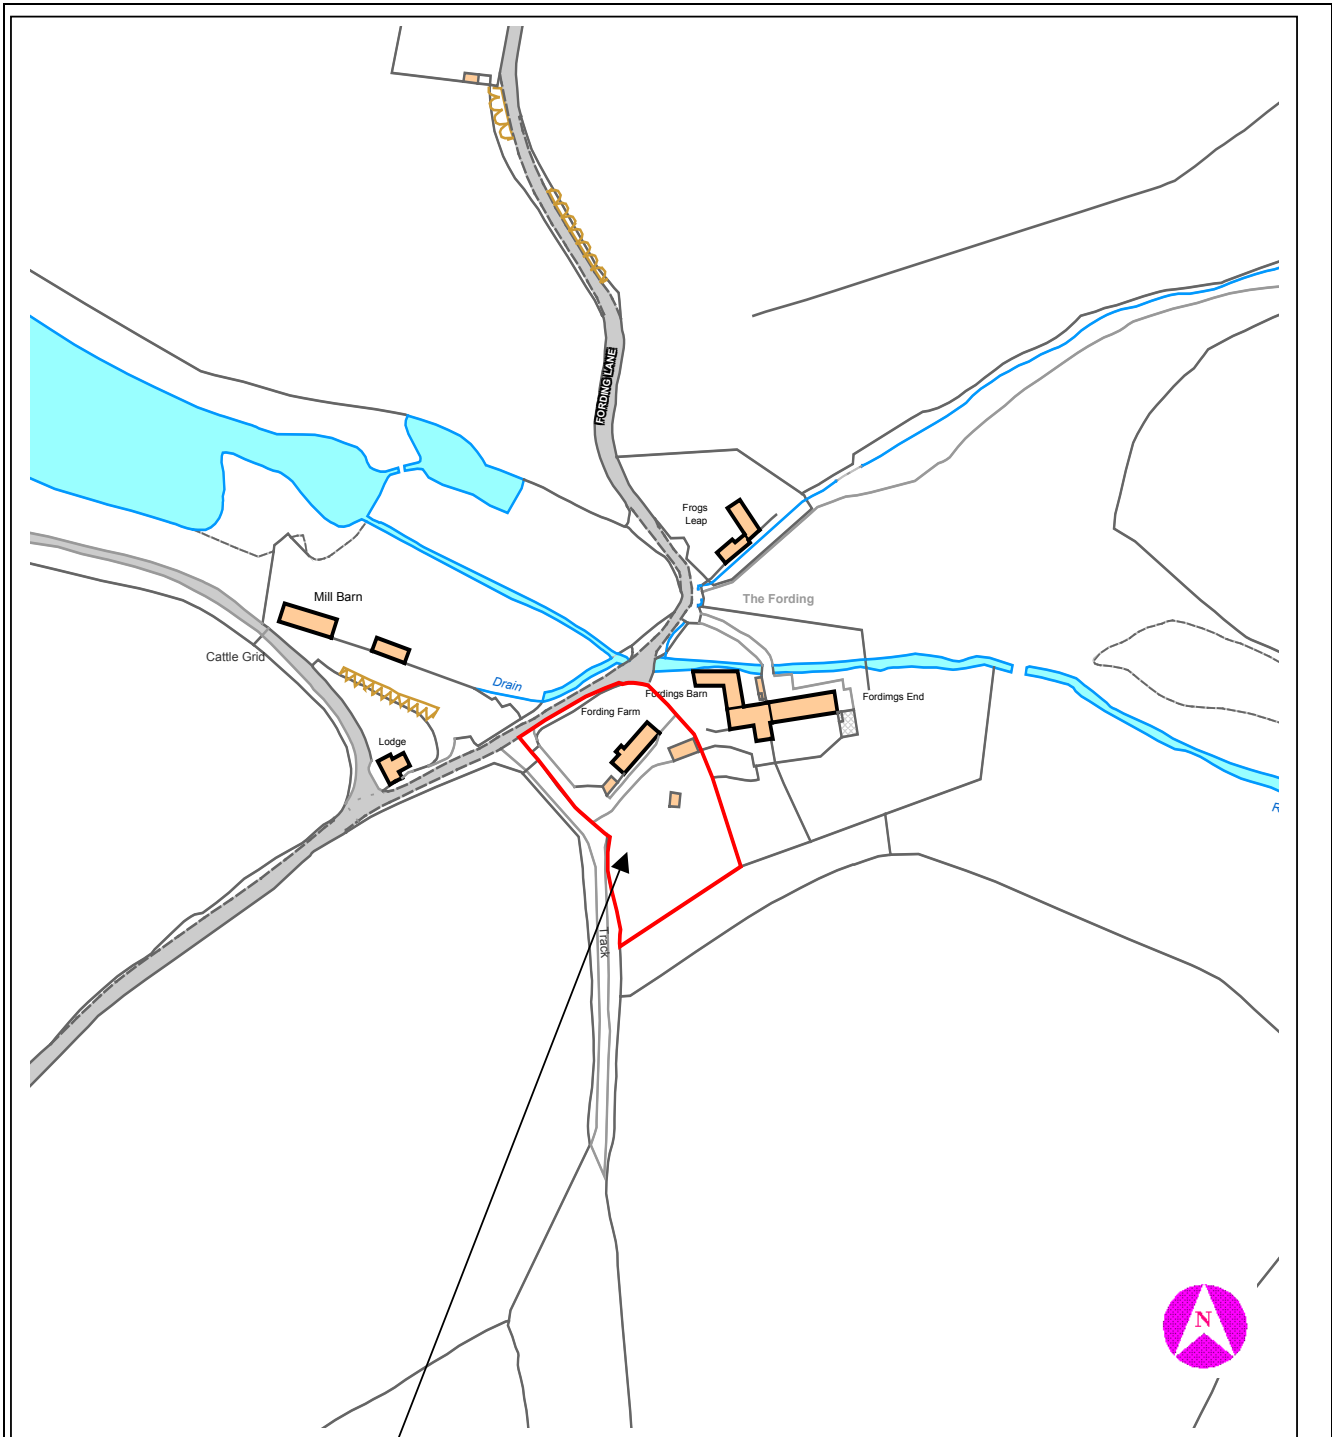 FORDING LANE
Frogs
Leap
Mill Barn
The Fording
Cattle Grid
Drain
Fordings Barn
Fordimgs End
Fording Farm
Lodge
R
Track
N